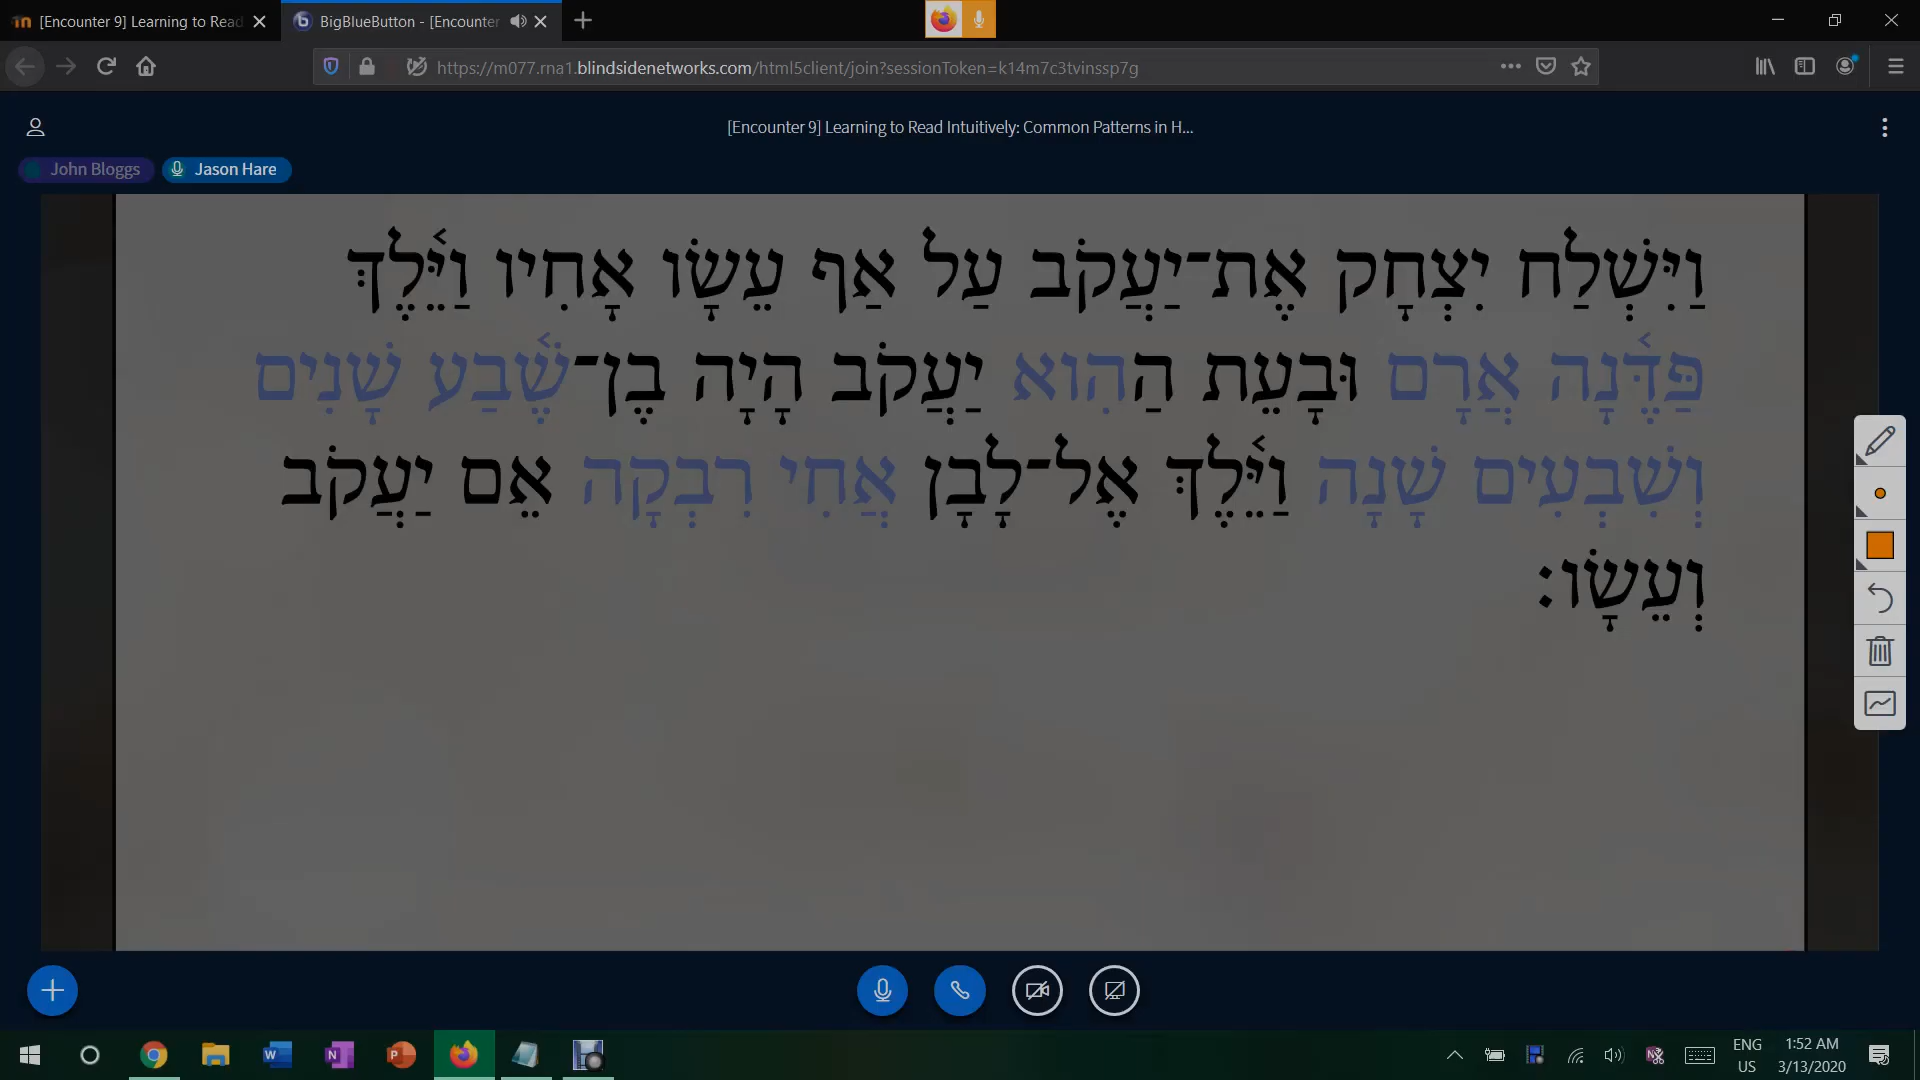 [Encounter 9] Learning to Read
BigBlueButton - [Encounter
https://m077.rna1.blindsidenetworks.com/html5client/join?sessionToken=k14m7c3tvinssp7g
[Encounter 9] Learning to Read Intuitively: Common Patterns in H...
John Bloggs
Jason Hare
וַיִּשְׁלַח יִצְחָק אֶת־יַעֲקֹב עַל אַף עֵשָׂו אָחִיו וַיֵּ֫לֶךְ
פַּדֶּ֫נָה אֲרָם וּבָעֵת הַהִוא יַעֲקֹב הָיָה בֶן־שֶׁ֫בַע שָׁנִים
וְשִׁבְעִים שָׁנָה וַיֵּ֫לֶךְ אֶל־לָבָן אֲחִי רִבְקָה אֵם יַעֲקֹב
וְעֵשָׂו׃
ENG
US
1:52 AM
3/13/2020